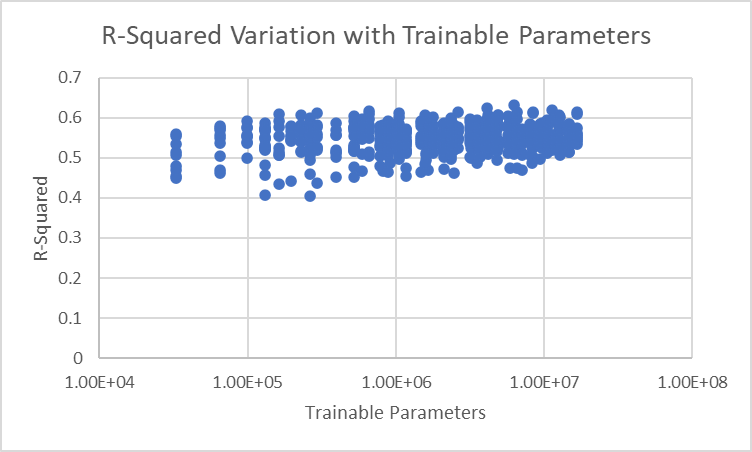 R-Squared Variation with Trainable Parameters
0.7
0.6
0.5
0.4
0.3
0.2
0.1
0
R-Squared
1.00E+04 1.00E+05 1.00E+06 1.00E+07 1.00E+08
Trainable Parameters